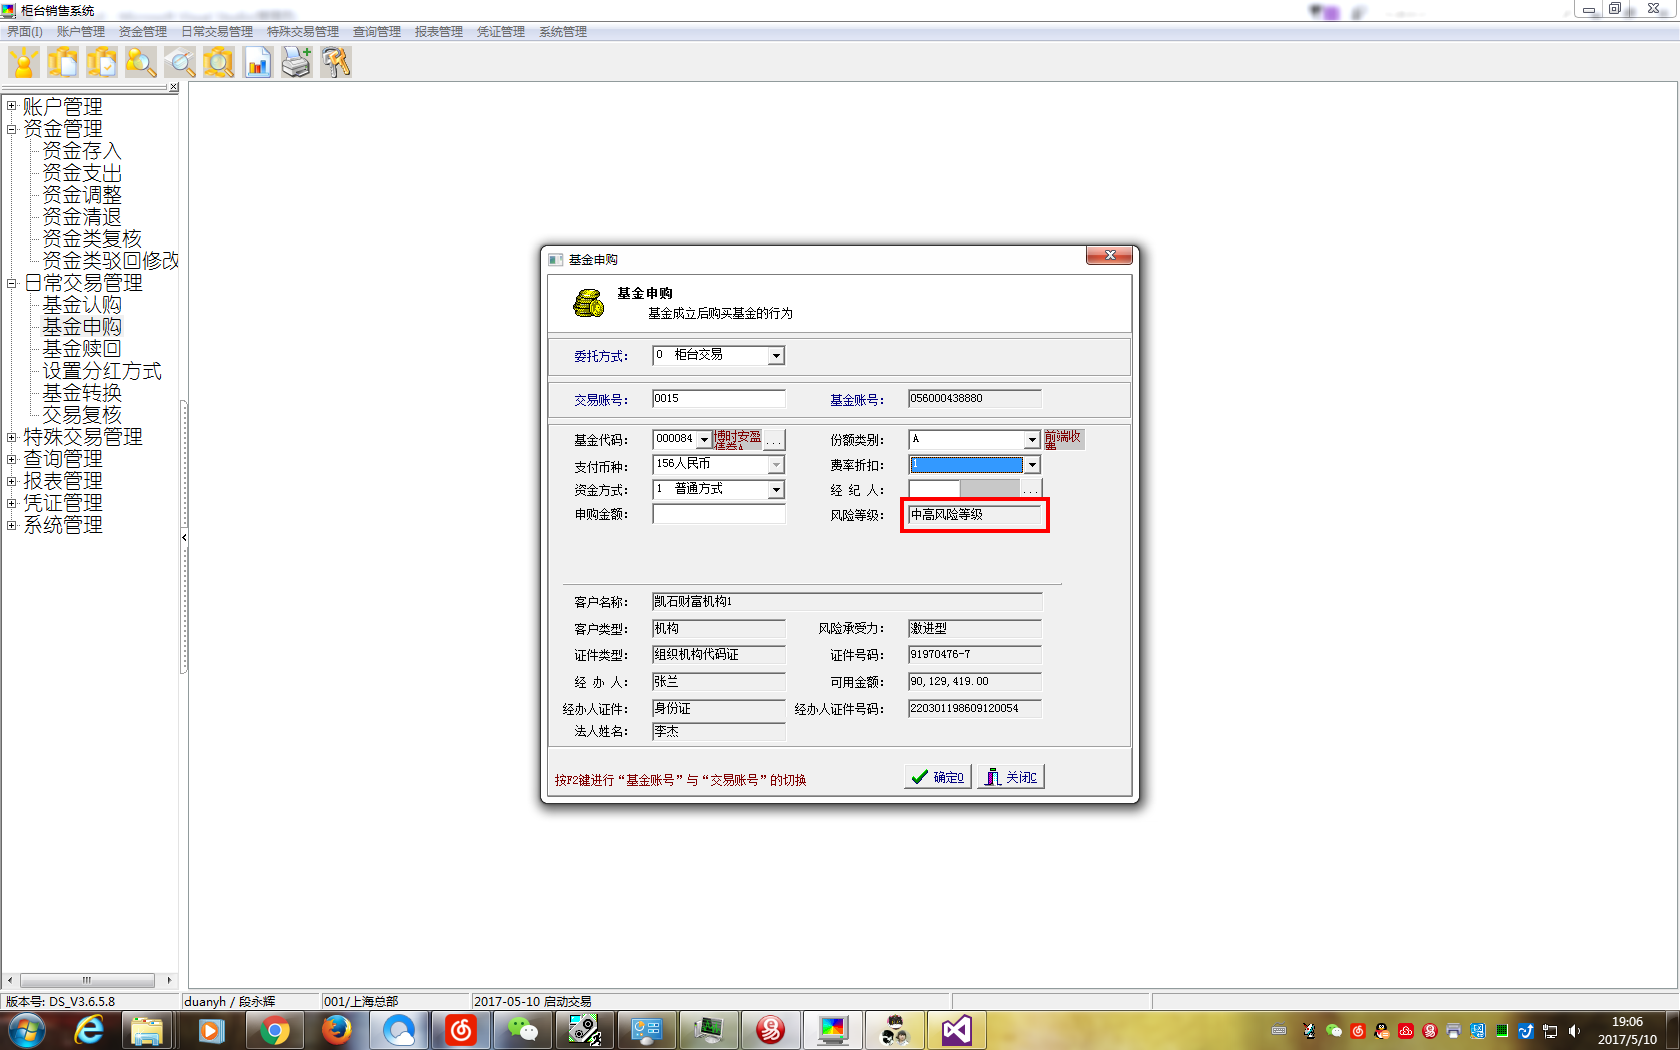 柜台销售系统
界面(I) 账户管理 资金管理 日常交易管理 特殊交易管理 查询管理 报表管理 凭证管理 系统管理
账户管理
资金管理
资金存入
资金支出
资金调整
资金清退
资金类复核
资金类驳回修改
日常交易管理
基金认购
基金申购
基金赎回
设置分红方式
基金转换
交易复核
特殊交易管理
查询管理
报表管理
凭证管理
系统管理
基金申购
基金申购
基金成立后购买基金的行为
委托方式: 0 柜台交易
交易账号: 0015 基金账号: 056000438880
基金代码: 000084 博时安盈债券A ... 份额类别: A 前端收费
支付币种: 156人民币 费率折扣: 1
资金方式: 1 普通方式 经 纪 人: ...
申购金额: 风险等级: 中高风险等级
客户名称: 凯石财富机构1
客户类型: 机构 风险承受力: 激进型
证件类型: 组织机构代码证 证件号码: 91970476-7
经 办 人: 张兰 可用金额: 90,129,419.00
经办人证件: 身份证 经办人证件号码: 220301198609120054
法人姓名: 李杰
按F2键进行“基金账号”与“交易账号”的切换 确定O 关闭C
版本号: DS_V3.6.5.8 duanyh / 段永辉 001/上海总部 2017-05-10 启动交易
19:06
2017/5/10